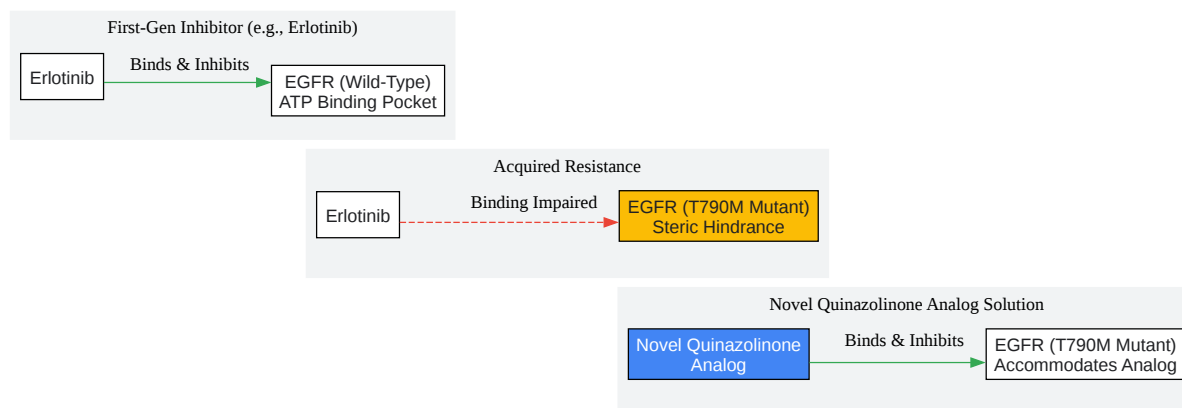 First-Gen Inhibitor (e.g., Erlotinib)
Erlotinib
Binds & Inhibits
EGFR (Wild-Type)
ATP Binding Pocket
Acquired Resistance
Erlotinib
Binding Impaired
EGFR (T790M Mutant)
Steric Hindrance
Novel Quinazolinone Analog Solution
Novel Quinazolinone
Analog
Binds & Inhibits
EGFR (T790M Mutant)
Accommodates Analog